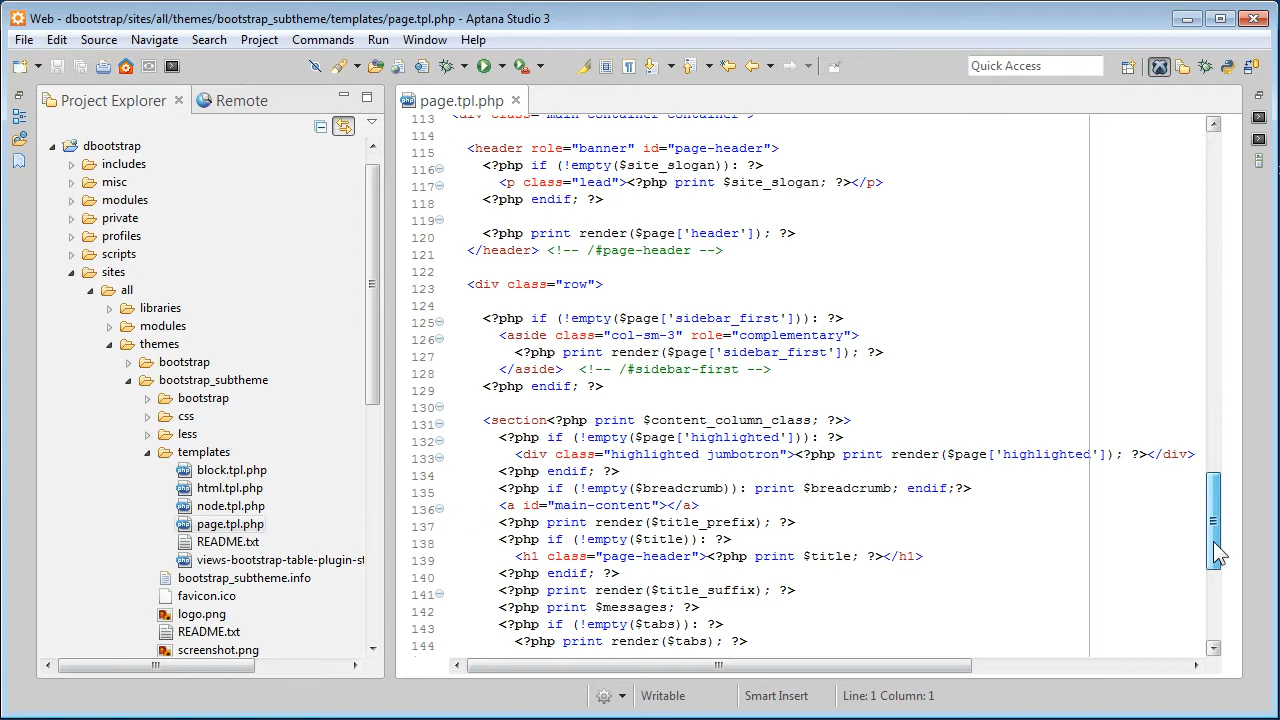 Web - dbootstrap/sites/all/themes/bootstrap_subtheme/templates/page.tpl.php - Aptana Studio 3
File Edit Source Navigate Search Project Commands Run Window Help
Quick Access
Project Explorer Remote
dbootstrap
includes
misc
modules
private
profiles
scripts
sites
all
libraries
modules
themes
bootstrap
bootstrap_subtheme
bootstrap
css
less
templates
block.tpl.php
html.tpl.php
node.tpl.php
page.tpl.php
README.txt
views-bootstrap-table-plugin-st
bootstrap_subtheme.info
favicon.ico
logo.png
README.txt
screenshot.png
page.tpl.php
113 <div class="main-container container">
114
115 <header role="banner" id="page-header">
116 <?php if (!empty($site_slogan)): ?>
117 <p class="lead"><?php print $site_slogan; ?></p>
118 <?php endif; ?>
119
120 <?php print render($page['header']); ?>
121 </header> <!-- /#page-header -->
122
123 <div class="row">
124
125 <?php if (!empty($page['sidebar_first'])): ?>
126 <aside class="col-sm-3" role="complementary">
127 <?php print render($page['sidebar_first']); ?>
128 </aside>  <!-- /#sidebar-first -->
129 <?php endif; ?>
130
131 <section<?php print $content_column_class; ?>>
132 <?php if (!empty($page['highlighted'])): ?>
133 <div class="highlighted jumbotron"><?php print render($page['highlighted']); ?></div>
134 <?php endif; ?>
135 <?php if (!empty($breadcrumb)): print $breadcrumb; endif;?>
136 <a id="main-content"></a>
137 <?php print render($title_prefix); ?>
138 <?php if (!empty($title)): ?>
139 <h1 class="page-header"><?php print $title; ?></h1>
140 <?php endif; ?>
141 <?php print render($title_suffix); ?>
142 <?php print $messages; ?>
143 <?php if (!empty($tabs)): ?>
144 <?php print render($tabs); ?>
Writable Smart Insert Line: 1 Column: 1